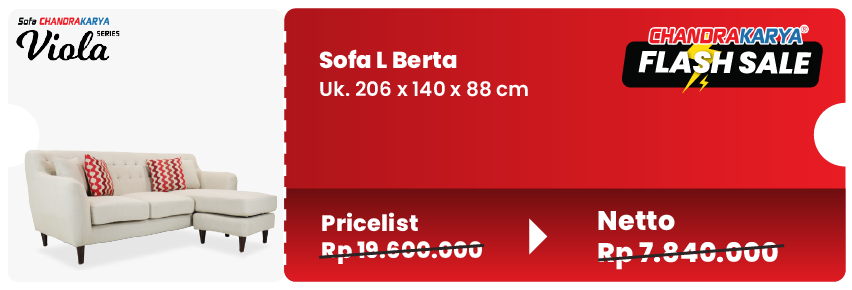 Sofa CHANDRAKARYA
Viola SERIES
Sofa L Berta
Uk. 206 x 140 x 88 cm
CHANDRAKARYA®
FLASH SALE
Pricelist
Rp 19.600.000
Netto
Rp 7.840.000